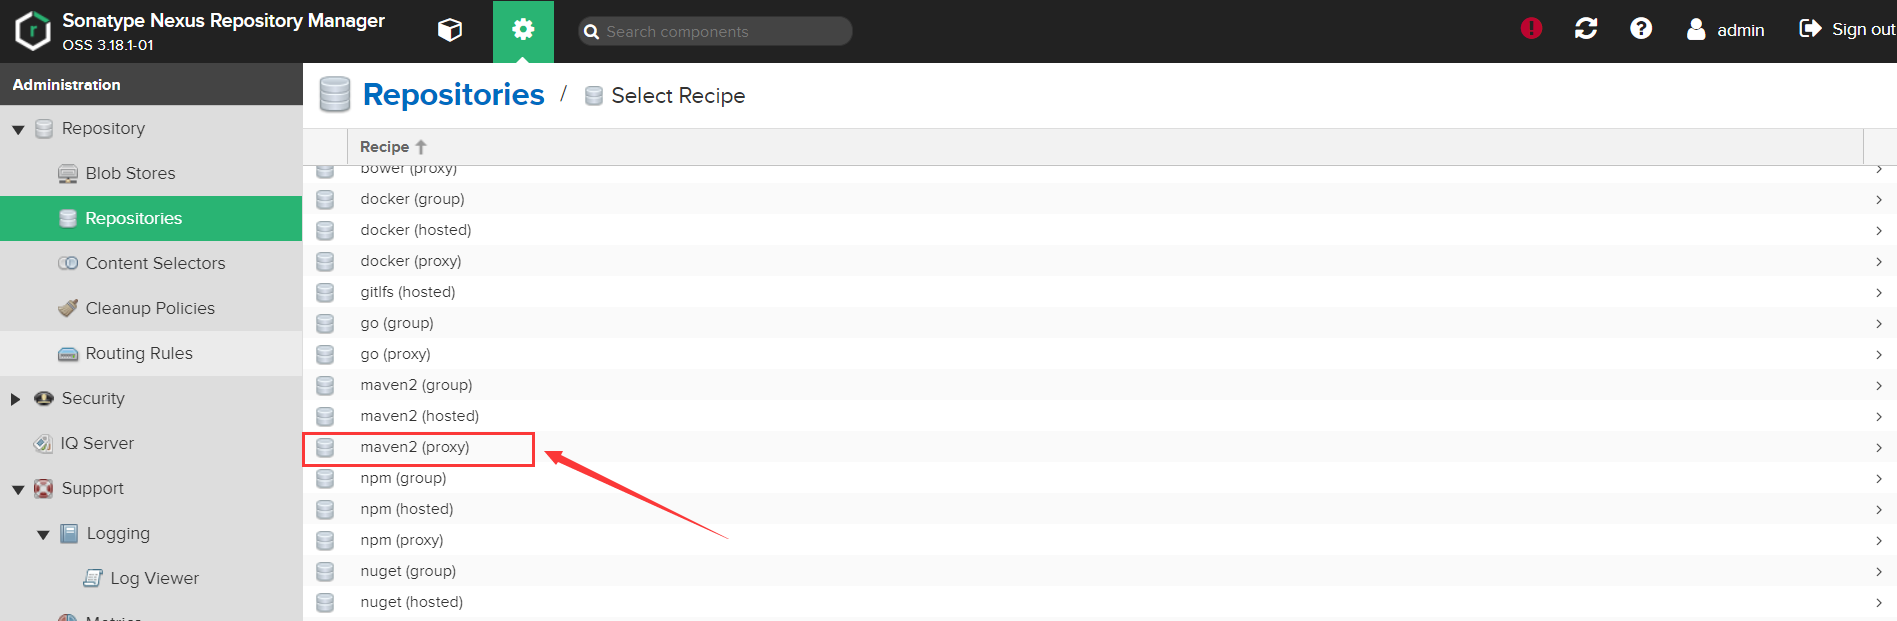 Sonatype Nexus Repository Manager
OSS 3.18.1-01
Search components
admin
Sign out
Administration
Repository
Blob Stores
Repositories
Content Selectors
Cleanup Policies
Routing Rules
Security
IQ Server
Support
Logging
Log Viewer
Metrics
Repositories / Select Recipe
Recipe
bower (proxy)
docker (group)
docker (hosted)
docker (proxy)
gitlfs (hosted)
go (group)
go (proxy)
maven2 (group)
maven2 (hosted)
maven2 (proxy)
npm (group)
npm (hosted)
npm (proxy)
nuget (group)
nuget (hosted)